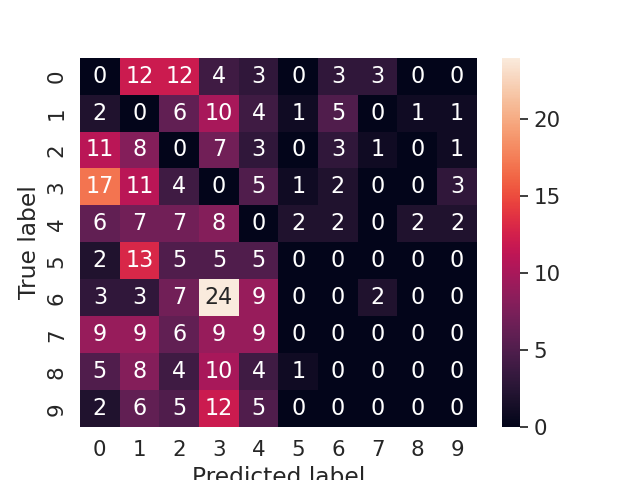 0 0 12 12 4 3 0 3 3 0 0
1 2 0 6 10 4 1 5 0 1 1
2 11 8 0 7 3 0 3 1 0 1
3 17 11 4 0 5 1 2 0 0 3
4 6 7 7 8 0 2 2 0 2 2
5 2 13 5 5 5 0 0 0 0 0
6 3 3 7 24 9 0 0 2 0 0
7 9 9 6 9 9 0 0 0 0 0
8 5 8 4 10 4 1 0 0 0 0
9 2 6 5 12 5 0 0 0 0 0
0 1 2 3 4 5 6 7 8 9
True label
Predicted label
20
15
10
5
0